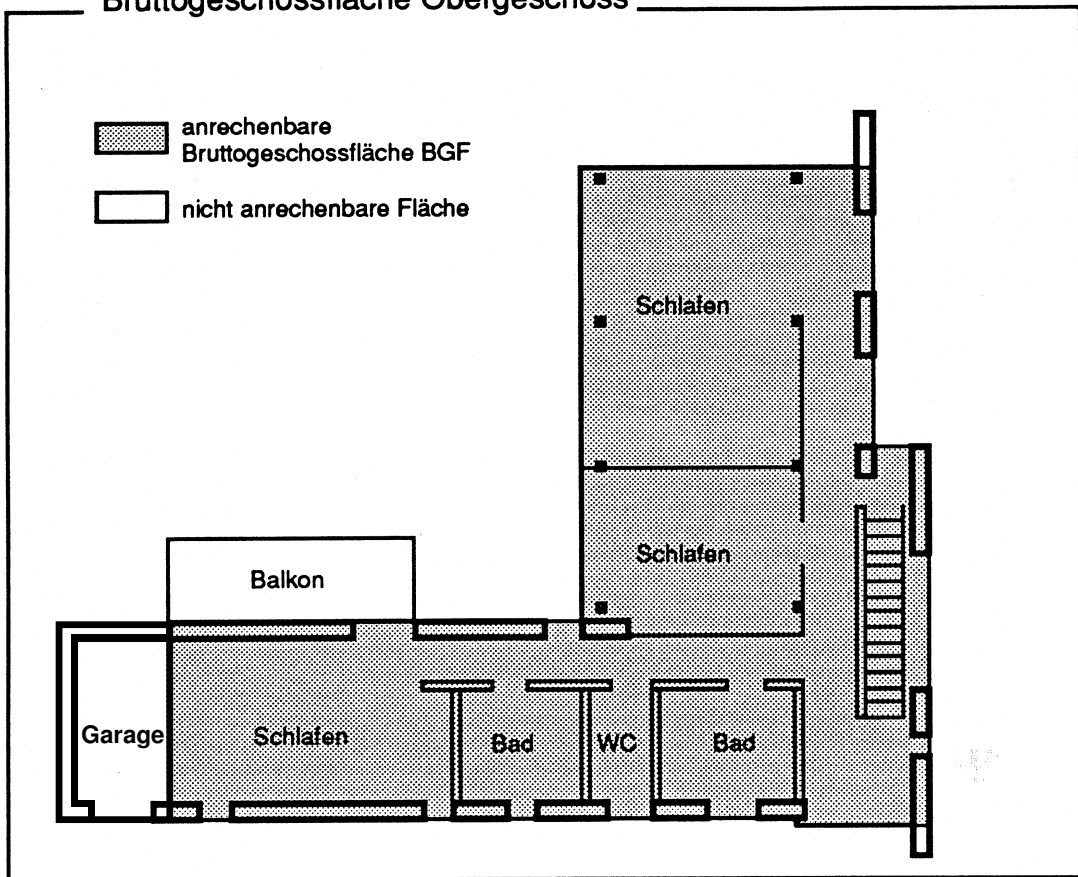 Bruttogeschossfläche Obergeschoss
anrechenbare
Bruttogeschossfläche BGF
nicht anrechenbare Fläche
Schlafen
Schlafen
Balkon
Garage
Schlafen
Bad
WC
Bad